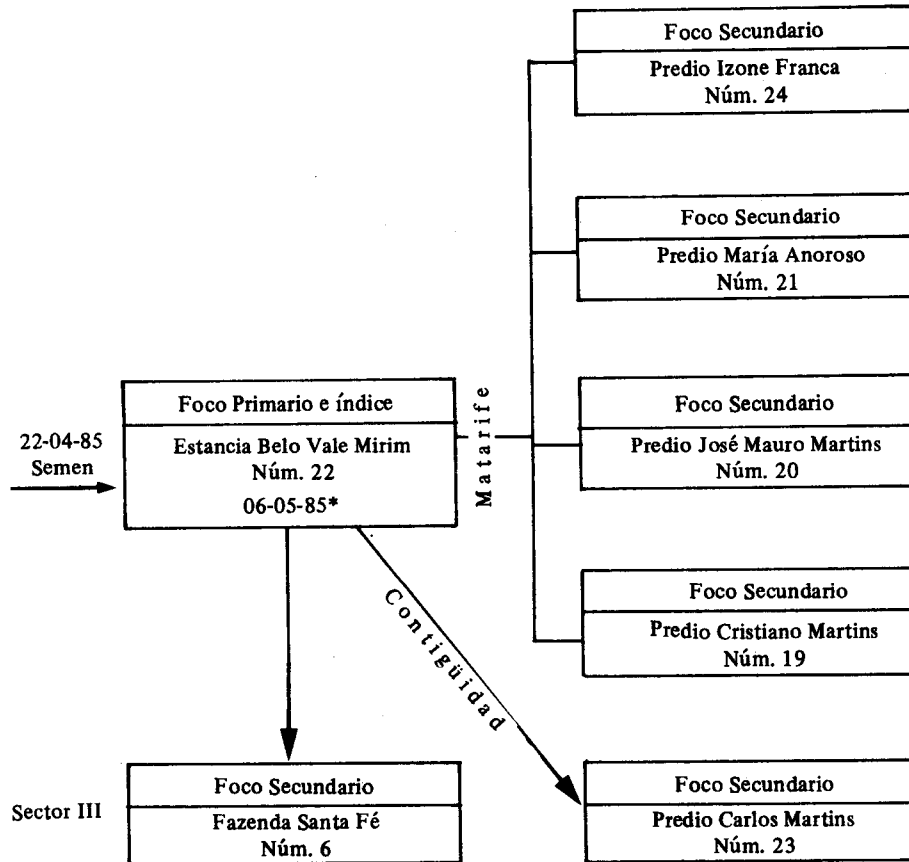 Foco Secundario
Predio Izone Franca
Núm. 24
Foco Secundario
Predio María Anoroso
Núm. 21
Foco Primario e índice
Estancia Belo Vale Mirim
Núm. 22
06-05-85*
22-04-85
Semen
Matarife
Foco Secundario
Predio José Mauro Martins
Núm. 20
Foco Secundario
Predio Cristiano Martins
Núm. 19
Contigüidad
Sector III
Foco Secundario
Fazenda Santa Fé
Núm. 6
Foco Secundario
Predio Carlos Martins
Núm. 23